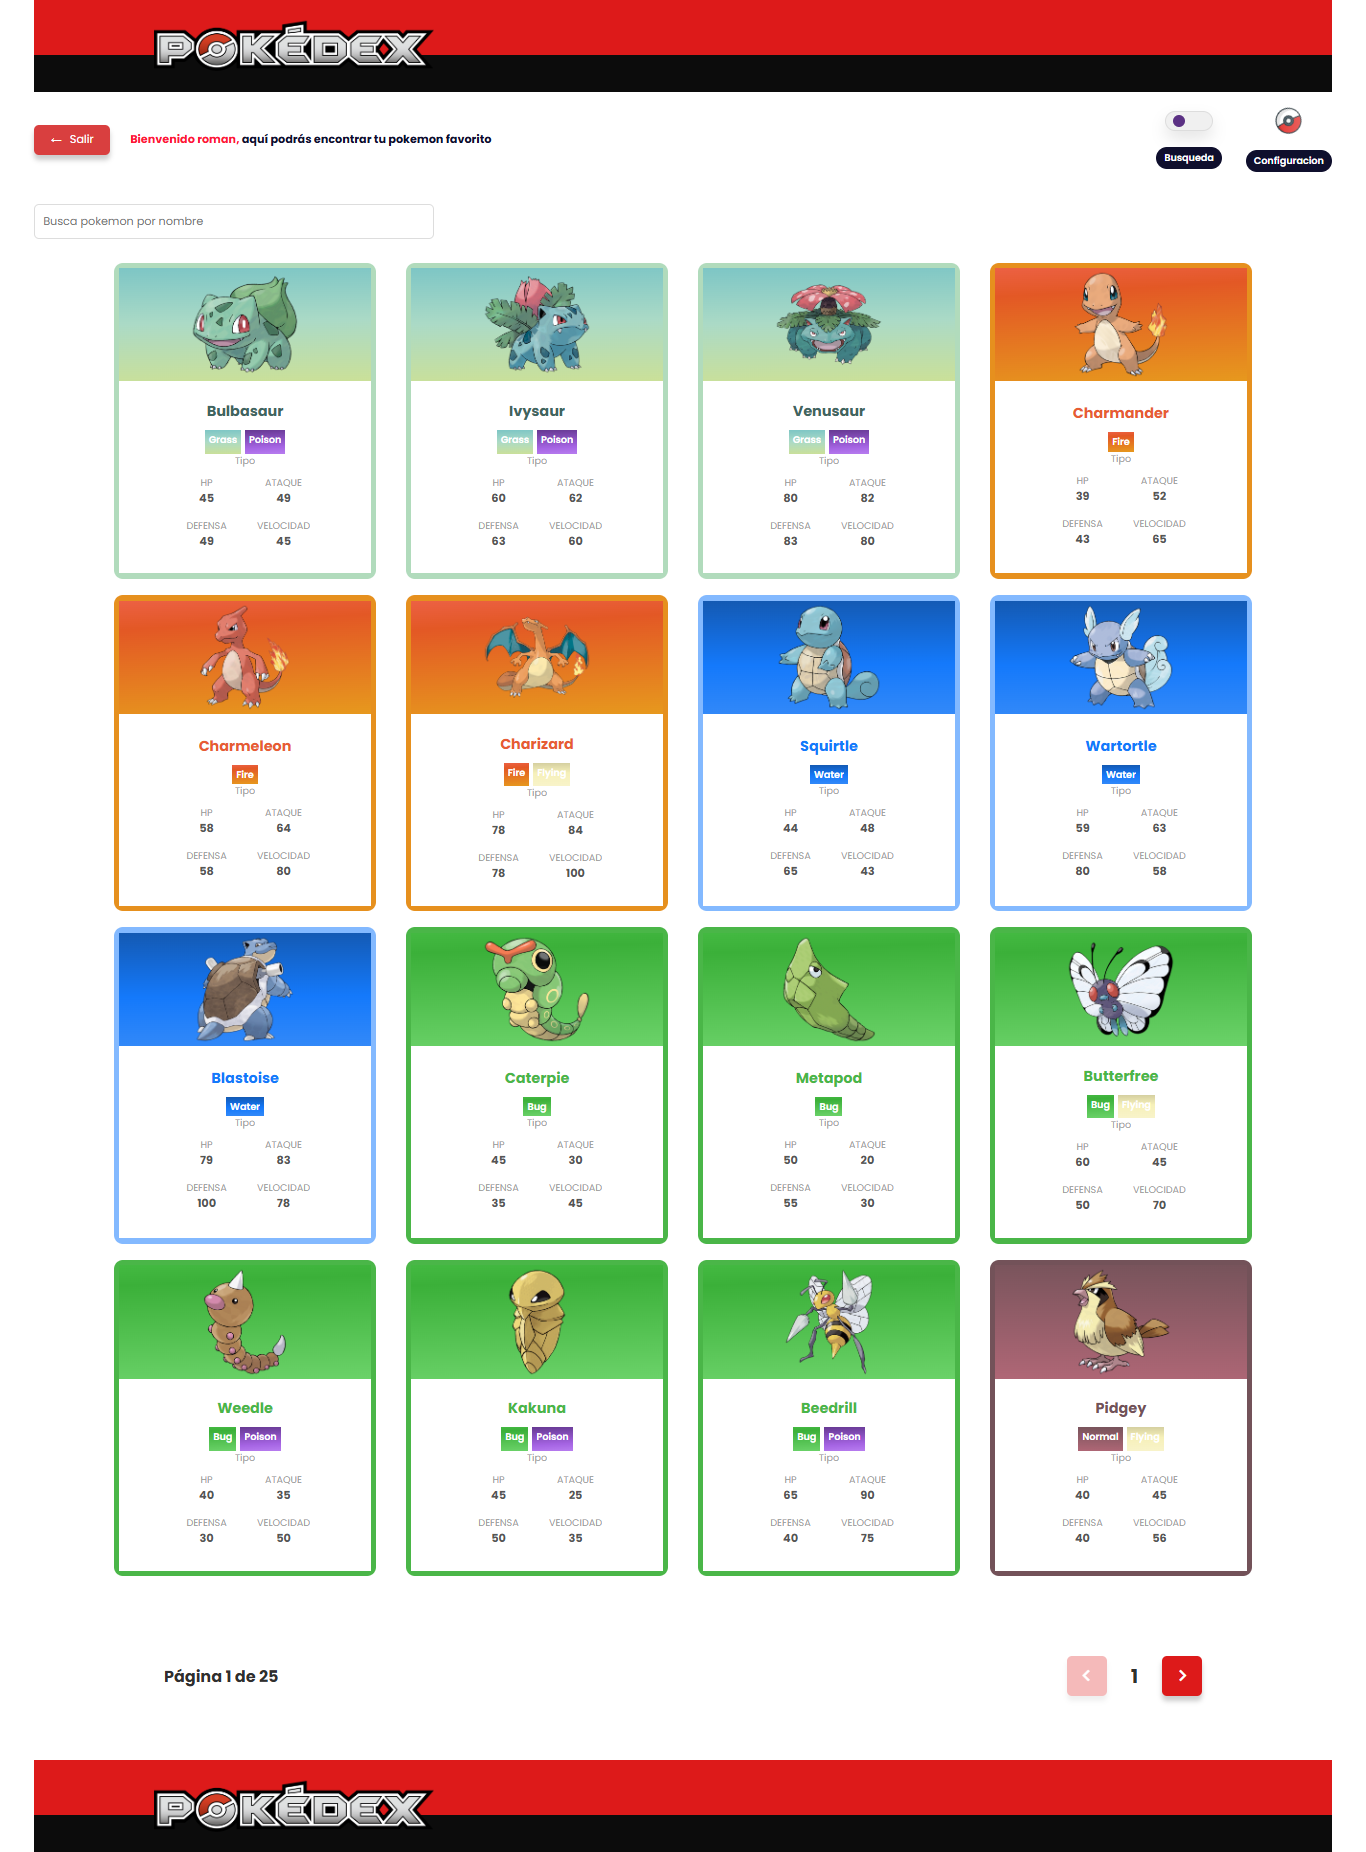 POKÉDEX
← Salir
Bienvenido roman, aquí podrás encontrar tu pokemon favorito
Busqueda
Configuracion
Busca pokemon por nombre
Bulbasaur
Grass Poison
Tipo
HP ATAQUE
45 49
DEFENSA VELOCIDAD
49 45
Ivysaur
Grass Poison
Tipo
HP ATAQUE
60 62
DEFENSA VELOCIDAD
63 60
Venusaur
Grass Poison
Tipo
HP ATAQUE
80 82
DEFENSA VELOCIDAD
83 80
Charmander
Fire
Tipo
HP ATAQUE
39 52
DEFENSA VELOCIDAD
43 65
Charmeleon
Fire
Tipo
HP ATAQUE
58 64
DEFENSA VELOCIDAD
58 80
Charizard
Fire Flying
Tipo
HP ATAQUE
78 84
DEFENSA VELOCIDAD
78 100
Squirtle
Water
Tipo
HP ATAQUE
44 48
DEFENSA VELOCIDAD
65 43
Wartortle
Water
Tipo
HP ATAQUE
59 63
DEFENSA VELOCIDAD
80 58
Blastoise
Water
Tipo
HP ATAQUE
79 83
DEFENSA VELOCIDAD
100 78
Caterpie
Bug
Tipo
HP ATAQUE
45 30
DEFENSA VELOCIDAD
35 45
Metapod
Bug
Tipo
HP ATAQUE
50 20
DEFENSA VELOCIDAD
55 30
Butterfree
Bug Flying
Tipo
HP ATAQUE
60 45
DEFENSA VELOCIDAD
50 70
Weedle
Bug Poison
Tipo
HP ATAQUE
40 35
DEFENSA VELOCIDAD
30 50
Kakuna
Bug Poison
Tipo
HP ATAQUE
45 25
DEFENSA VELOCIDAD
50 35
Beedrill
Bug Poison
Tipo
HP ATAQUE
65 90
DEFENSA VELOCIDAD
40 75
Pidgey
Normal Flying
Tipo
HP ATAQUE
40 45
DEFENSA VELOCIDAD
40 56
Página 1 de 25
1
POKÉDEX